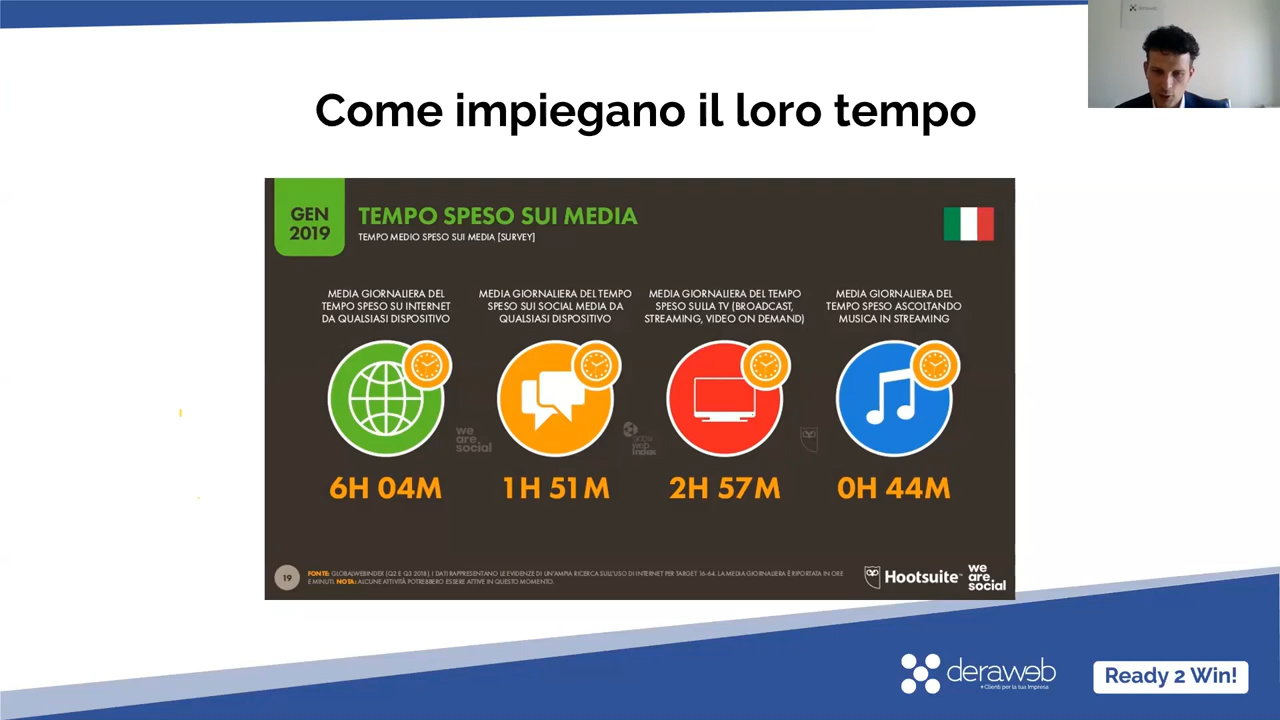 Come impiegano il loro tempo
GEN
2019
TEMPO SPESO SUI MEDIA
TEMPO MEDIO SPESO SUI MEDIA [SURVEY]
MEDIA GIORNALIERA DEL
TEMPO SPESO SU INTERNET
DA QUALSIASI DISPOSITIVO
MEDIA GIORNALIERA DEL TEMPO
SPESO SUI SOCIAL MEDIA DA
QUALSIASI DISPOSITIVO
MEDIA GIORNALIERA DEL TEMPO
SPESO SULLA TV (BROADCAST,
STREAMING, VIDEO ON DEMAND)
MEDIA GIORNALIERA DEL
TEMPO SPESO ASCOLTANDO
MUSICA IN STREAMING
we
are
social
web
index
6H 04M
1H 51M
2H 57M
0H 44M
19
FONTE: GLOBALWEBINDEX (Q2 E Q3 2018) I DATI RAPPRESENTANO LE EVIDENZE DI UN'AMPIA RICERCA SULL'USO DI INTERNET PER TARGET 16-64. LA MEDIA GIORNALIERA È RIPORTATA IN ORE
E MINUTI. NOTA: ALCUNE ATTIVITÀ POTREBBERO ESSERE ATTIVE IN QUESTO MOMENTO.
Hootsuite™
we
are
social
deraweb
+ Clienti per la tua Impresa
Ready 2 Win!